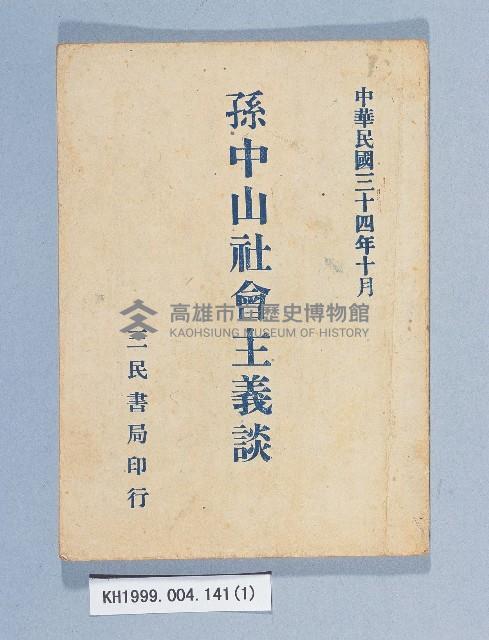 中華民國三十四年十月
孫中山社會主義談
三民書局印行
高雄市立歷史博物館
KAOHSIUNG MUSEUM OF HISTORY
KH1999.004.141(1)